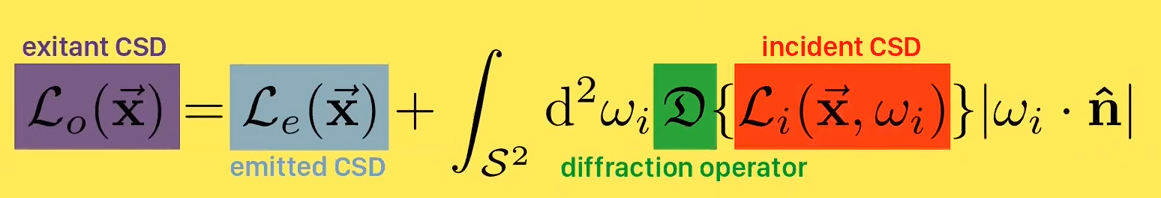 exitant CSD incident CSD
ℒₒ(x⃗) = ℒₑ(x⃗) + ∫_{𝒮²} d²ωᵢ 𝔇{ℒᵢ(x⃗, ωᵢ)}|ωᵢ · n̂|
emitted CSD diffraction operator